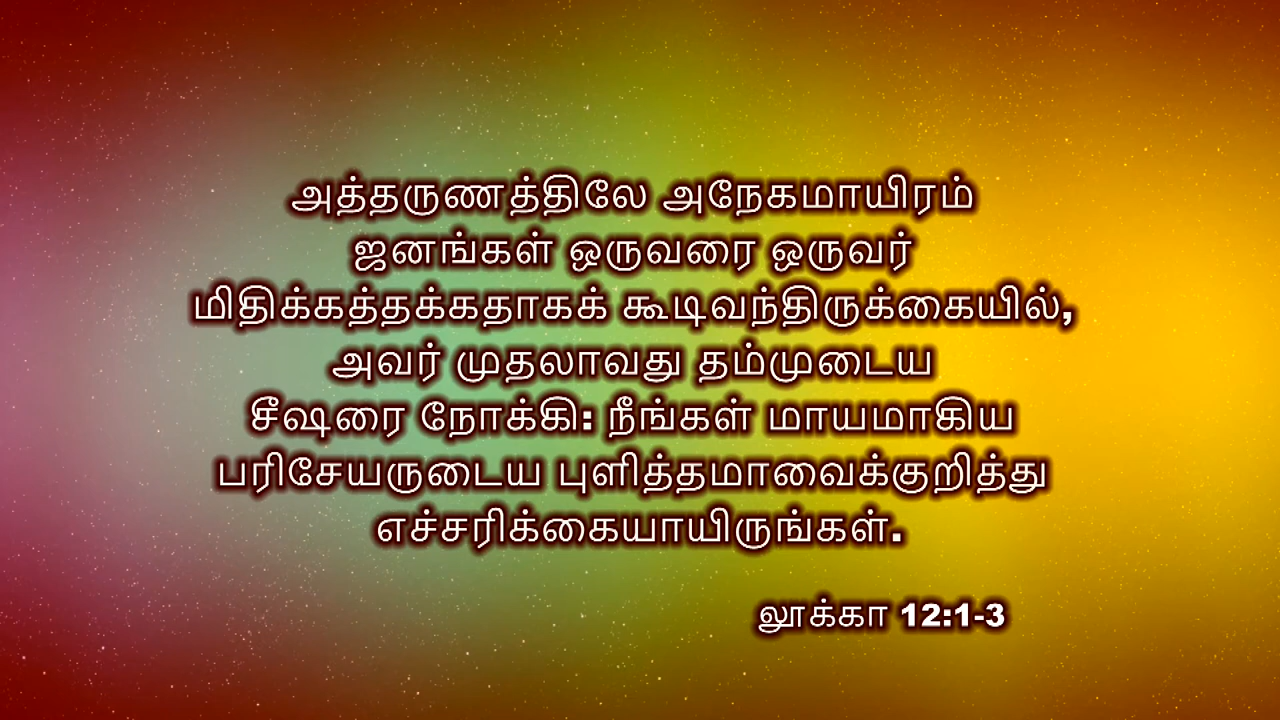 அத்தருணத்திலே அநேகமாயிரம்
ஜனங்கள் ஒருவரை ஒருவர்
மிதிக்கத்தக்கதாகக் கூடிவந்திருக்கையில்,
அவர் முதலாவது தம்முடைய
சீஷரை நோக்கி: நீங்கள் மாயமாகிய
பரிசேயருடைய புளித்தமாவைக்குறித்து
எச்சரிக்கையாயிருங்கள்.
லூக்கா 12:1-3